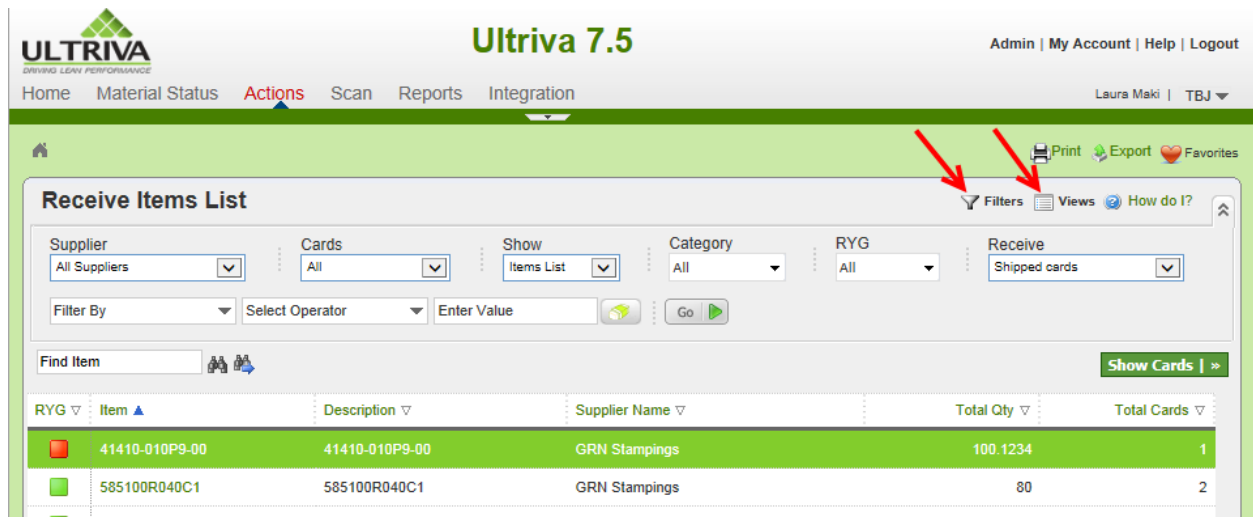 ULTRIVA
DRIVING LEAN PERFORMANCE
Ultriva 7.5
Admin | My Account | Help | Logout
Home Material Status Actions Scan Reports Integration
Laura Maki | TBJ
Print Export Favorites
Receive Items List
Filters Views How do I?
Supplier Cards Show Category RYG Receive
All Suppliers All Items List All All Shipped cards
Filter By Select Operator Enter Value Go
Find Item Show Cards | »
RYG Item Description Supplier Name Total Qty Total Cards
41410-010P9-00 41410-010P9-00 GRN Stampings 100.1234 1
585100R040C1 585100R040C1 GRN Stampings 80 2